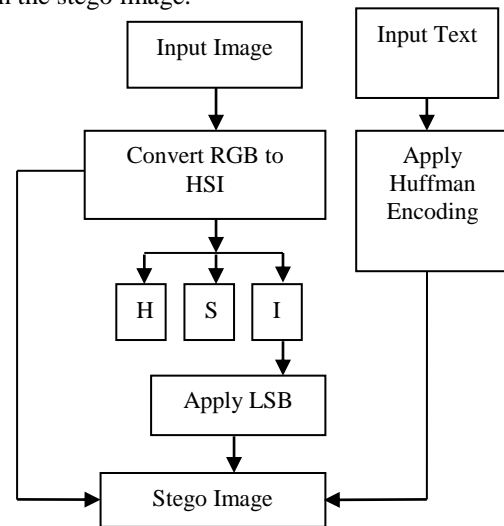 the stego image.
Input Image
Input Text
Convert RGB to
HSI
Apply
Huffman
Encoding
H
S
I
Apply LSB
Stego Image